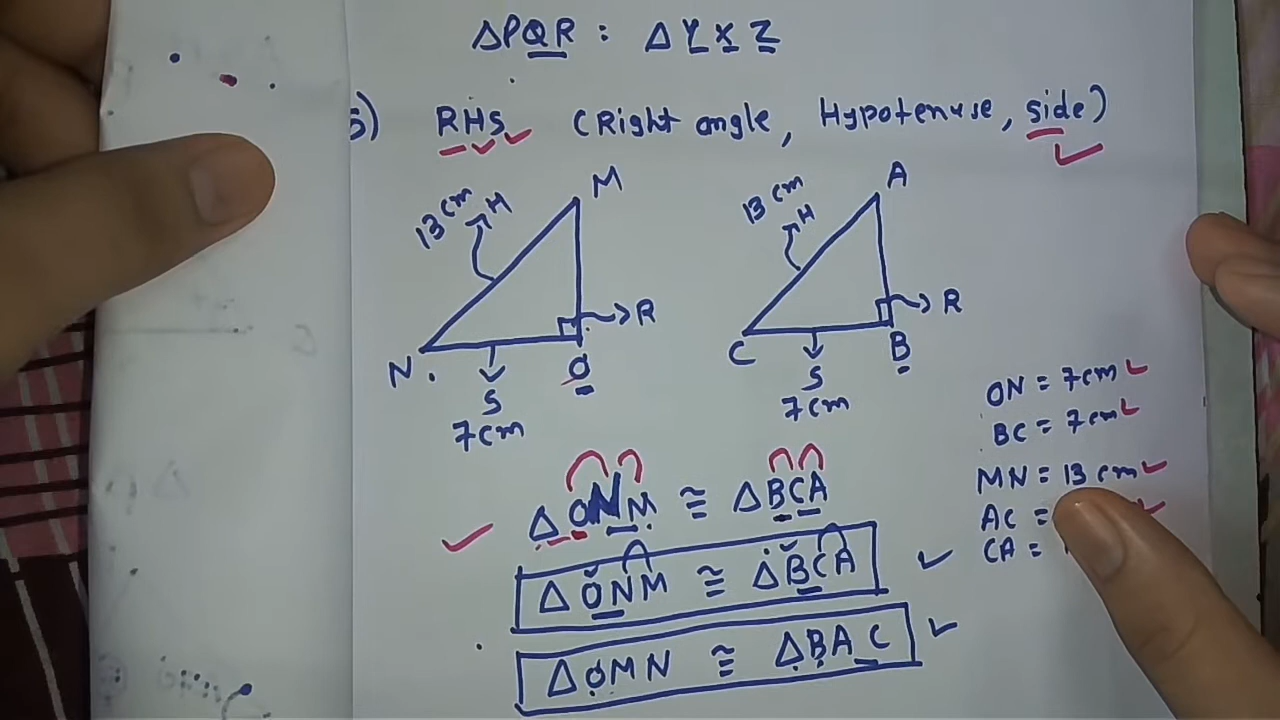 ΔPQR : ΔYXZ
5) RHS (Right angle, Hypotenuse, side)
M
13 cm
H
R
N
O
S
7cm
A
13 cm
H
R
C
B
S
7cm
ON = 7cm
BC = 7cm
MN = 13 cm
AC =
CA =
ΔONM ≅ ΔBCA
ΔONM ≅ ΔBCA
ΔOMN ≅ ΔBAC